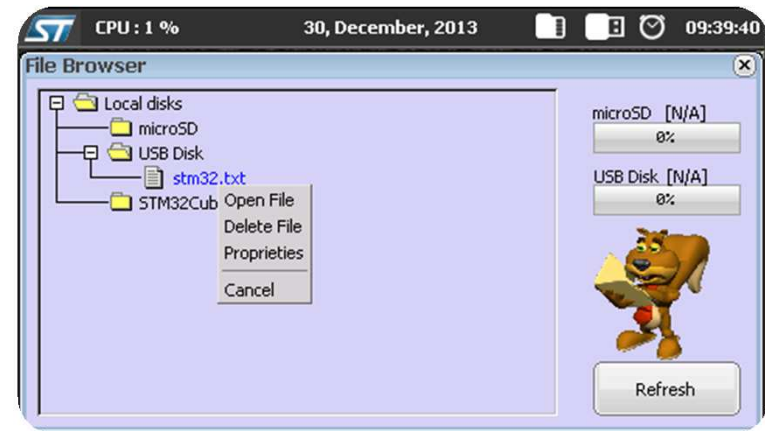 ST CPU : 1 % 30, December, 2013 09:39:40
File Browser
Local disks
microSD
USB Disk
stm32.txt
STM32Cub
Open File
Delete File
Proprieties
Cancel
microSD [N/A]
0%
USB Disk [N/A]
0%
Refresh